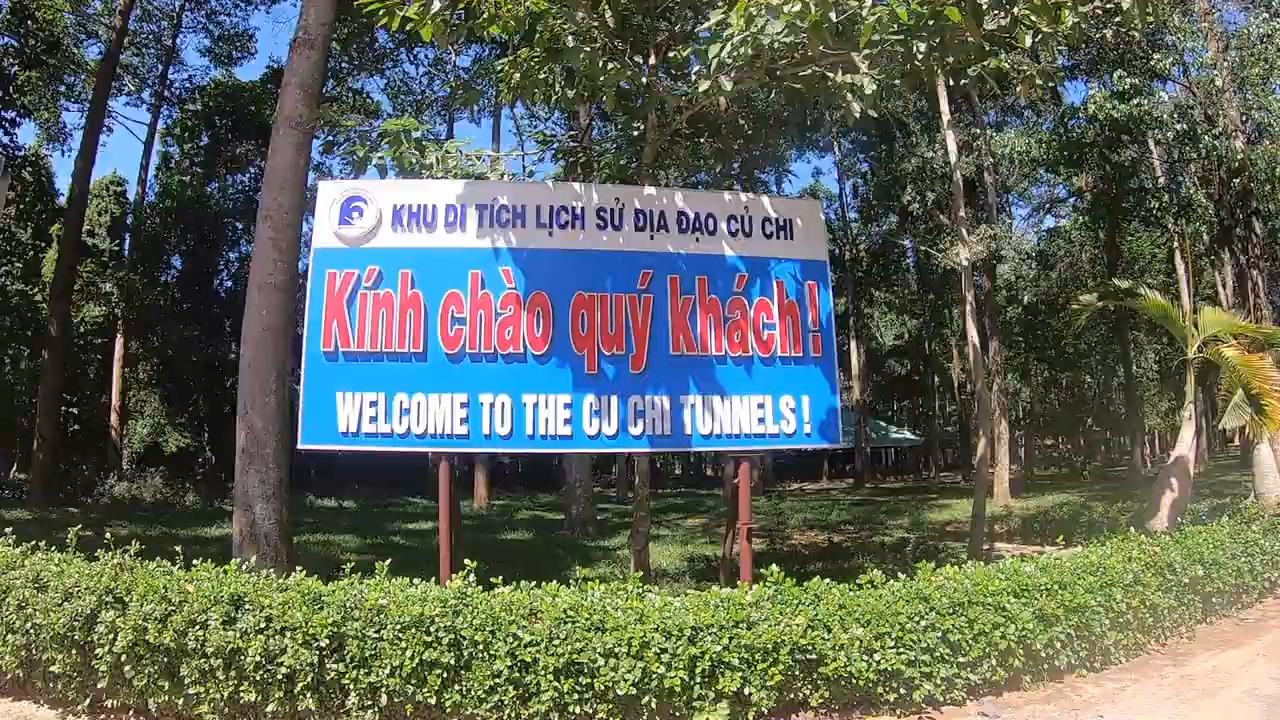 KHU DI TÍCH LỊCH SỬ ĐỊA ĐẠO CỦ CHI
Kính chào quý khách!
WELCOME TO THE CU CHI TUNNELS!